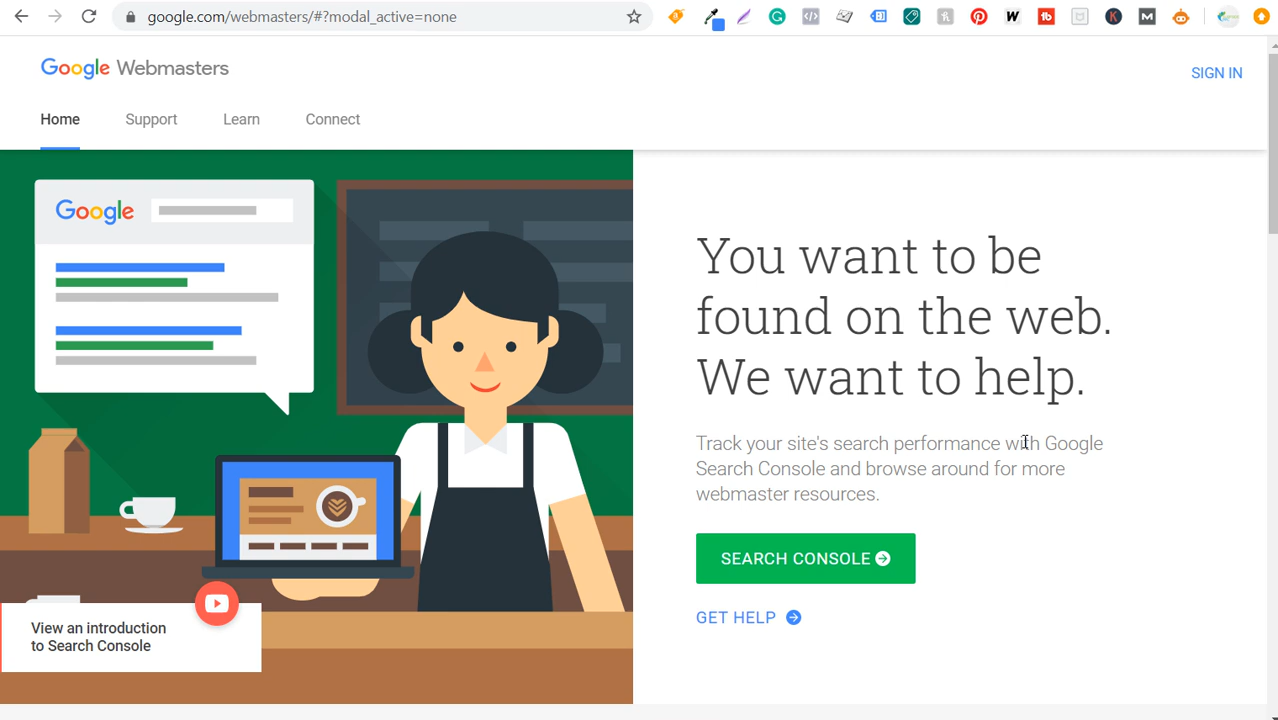 google.com/webmasters/#?modal_active=none
Google Webmasters
SIGN IN
Home Support Learn Connect
Google
You want to be
found on the web.
We want to help.
Track your site's search performance with Google
Search Console and browse around for more
webmaster resources.
SEARCH CONSOLE
GET HELP
View an introduction
to Search Console